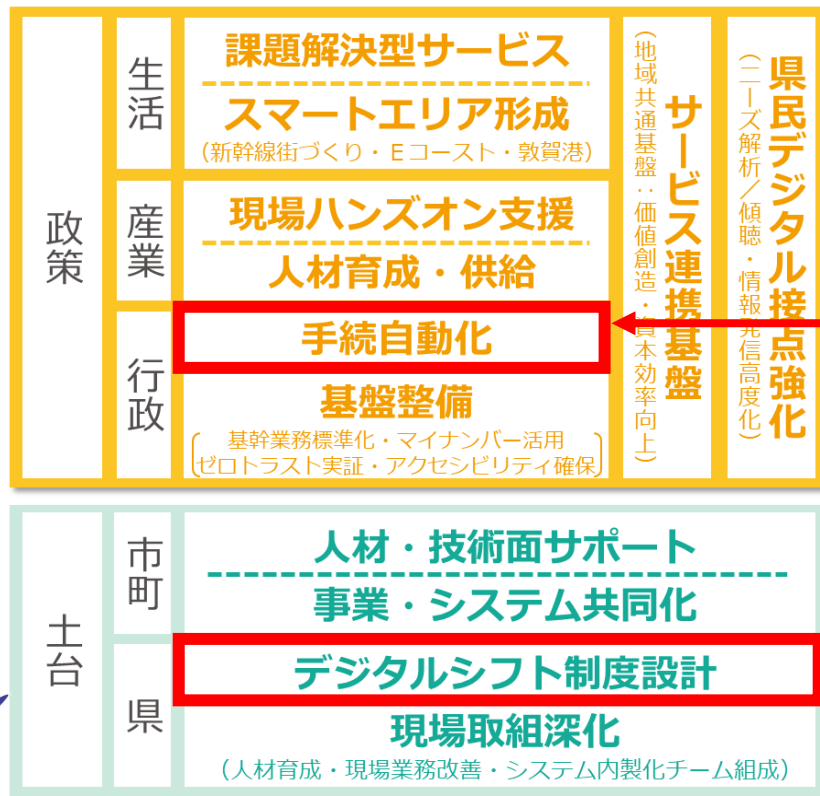 政策
生活
課題解決型サービス
スマートエリア形成
（新幹線街づくり・Ｅコースト・敦賀港）
産業
現場ハンズオン支援
人材育成・供給
行政
手続自動化
基盤整備
基幹業務標準化・マイナンバー活用
ゼロトラスト実証・アクセシビリティ確保
サービス連携基盤
（地域共通基盤：価値創造・資本効率向上）
県民デジタル接点強化
（ニーズ解析／傾聴・情報発信高度化）
土台
市町
人材・技術面サポート
事業・システム共同化
県
デジタルシフト制度設計
現場取組深化
（人材育成・現場業務改善・システム内製化チーム組成）